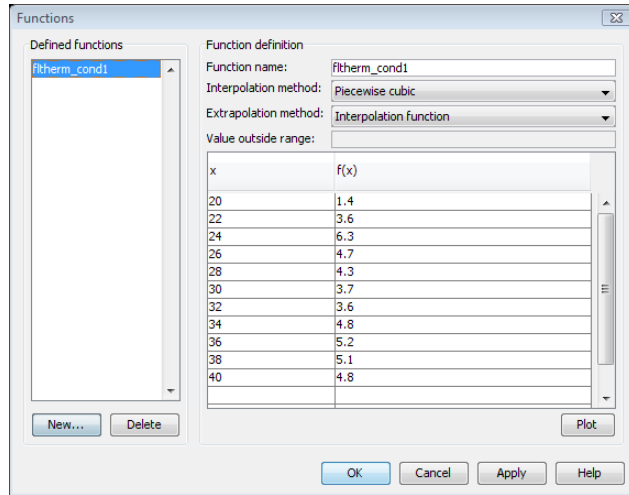 Functions
Defined functions
fltherm_cond1
New... Delete
Function definition
Function name: fltherm_cond1
Interpolation method: Piecewise cubic
Extrapolation method: Interpolation function
Value outside range:
x f(x)
20 1.4
22 3.6
24 6.3
26 4.7
28 4.3
30 3.7
32 3.6
34 4.8
36 5.2
38 5.1
40 4.8
Plot
OK Cancel Apply Help